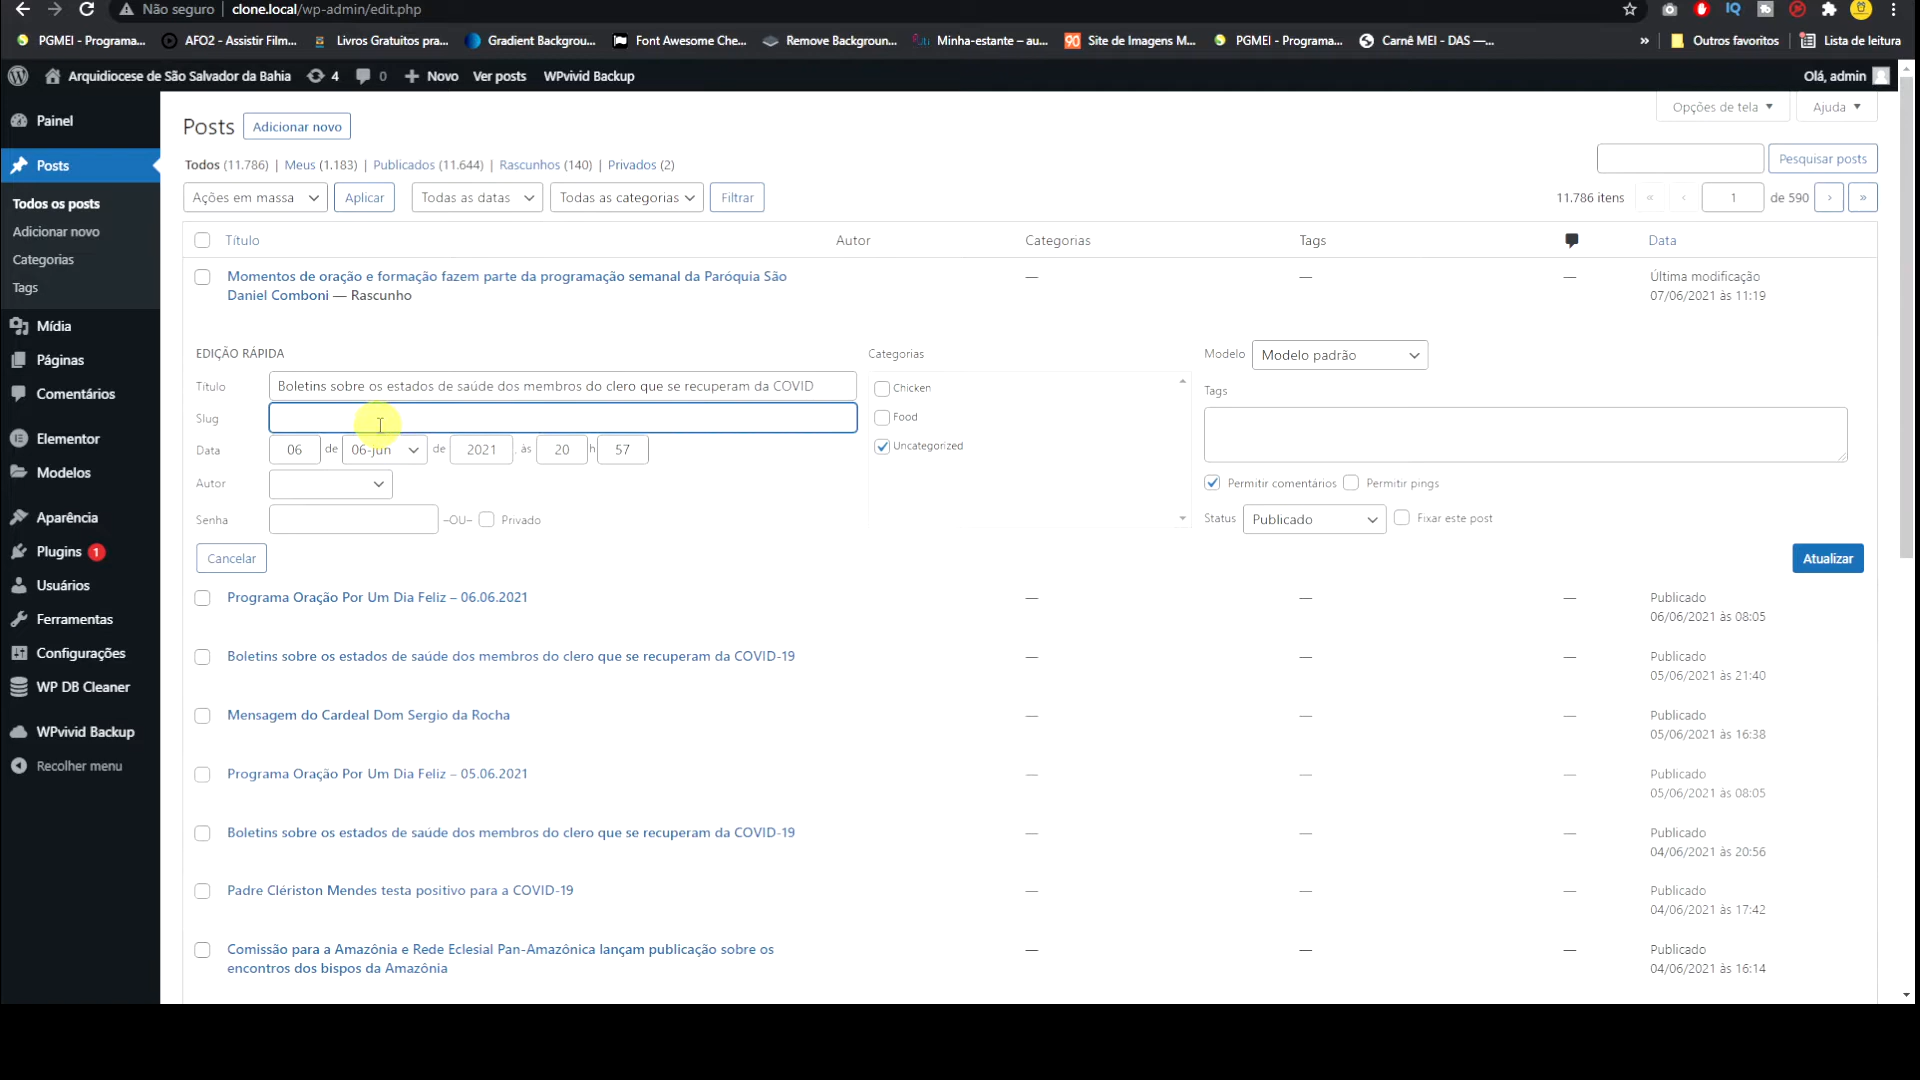 Não seguro | clone.local/wp-admin/edit.php
PGMEI - Programa... AFO2 - Assistir Film... Livros Gratuitos pra... Gradient Backgrou... Font Awesome Che... Remove Backgroun... Minha-estante – au... Site de Imagens M... PGMEI - Programa... Carnê MEI - DAS —... » Outros favoritos Lista de leitura
Arquidiocese de São Salvador da Bahia 4 0 Novo Ver posts WPvivid Backup Olá, admin
Painel
Posts
Todos os posts
Adicionar novo
Categorias
Tags
Mídia
Páginas
Comentários
Elementor
Modelos
Aparência
Plugins 1
Usuários
Ferramentas
Configurações
WP DB Cleaner
WPvivid Backup
Recolher menu
Opções de tela Ajuda
Posts Adicionar novo
Todos (11.786) | Meus (1.183) | Publicados (11.644) | Rascunhos (140) | Privados (2)
Pesquisar posts
Ações em massa Aplicar Todas as datas Todas as categorias Filtrar 11.786 itens « ‹ 1 de 590 › »
Título Autor Categorias Tags Data
Momentos de oração e formação fazem parte da programação semanal da Paróquia São — — — Última modificação
Daniel Comboni — Rascunho 07/06/2021 às 11:19
EDIÇÃO RÁPIDA Categorias Modelo Modelo padrão
Título Boletins sobre os estados de saúde dos membros do clero que se recuperam da COVID Chicken Tags
Slug Food
Data 06 de 06-jun de 2021 . às 20 h 57 Uncategorized
Autor Permitir comentários Permitir pings
Senha –OU– Privado Status Publicado Fixar este post
Cancelar Atualizar
Programa Oração Por Um Dia Feliz – 06.06.2021 — — — Publicado
06/06/2021 às 08:05
Boletins sobre os estados de saúde dos membros do clero que se recuperam da COVID-19 — — — Publicado
05/06/2021 às 21:40
Mensagem do Cardeal Dom Sergio da Rocha — — — Publicado
05/06/2021 às 16:38
Programa Oração Por Um Dia Feliz – 05.06.2021 — — — Publicado
05/06/2021 às 08:05
Boletins sobre os estados de saúde dos membros do clero que se recuperam da COVID-19 — — — Publicado
04/06/2021 às 20:56
Padre Clériston Mendes testa positivo para a COVID-19 — — — Publicado
04/06/2021 às 17:42
Comissão para a Amazônia e Rede Eclesial Pan-Amazônica lançam publicação sobre os — — — Publicado
encontros dos bispos da Amazônia 04/06/2021 às 16:14